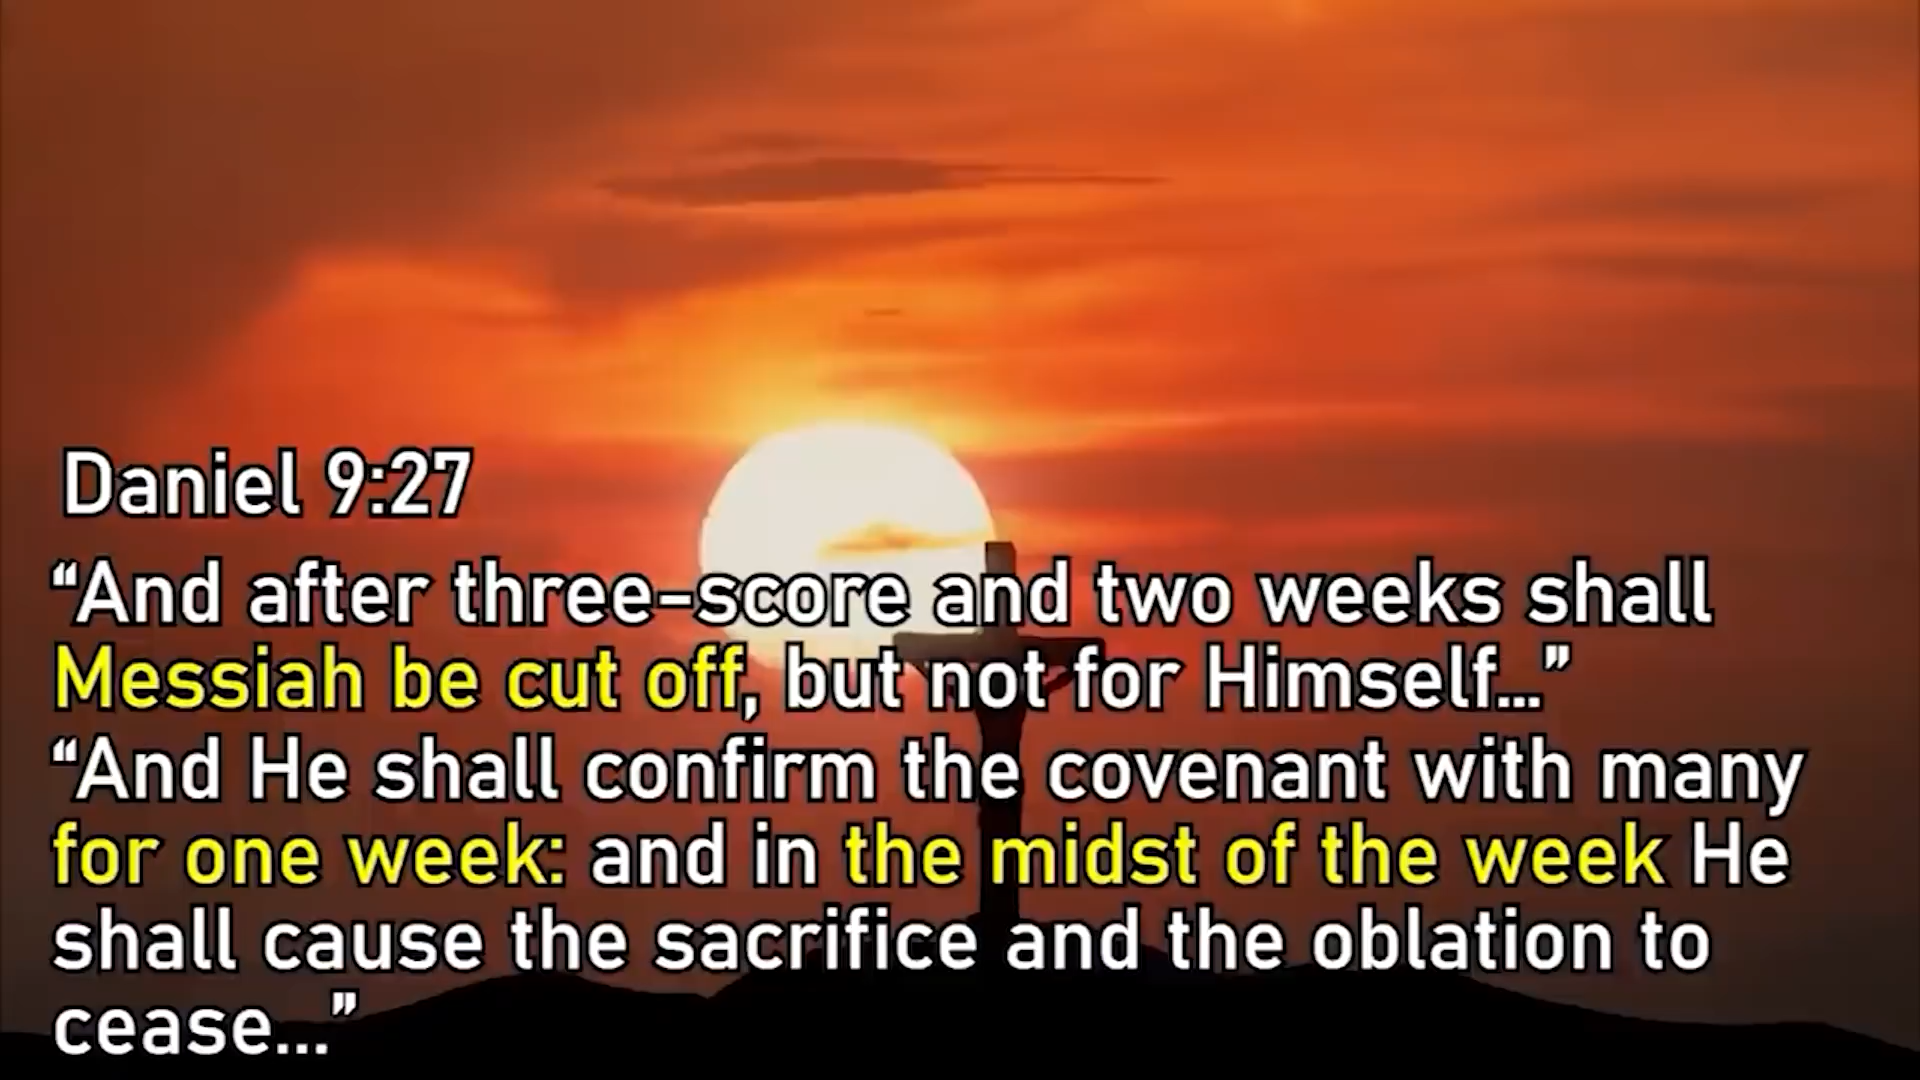 Daniel 9:27
“And after three-score and two weeks shall
Messiah be cut off, but not for Himself...”
“And He shall confirm the covenant with many
for one week: and in the midst of the week He
shall cause the sacrifice and the oblation to
cease...”